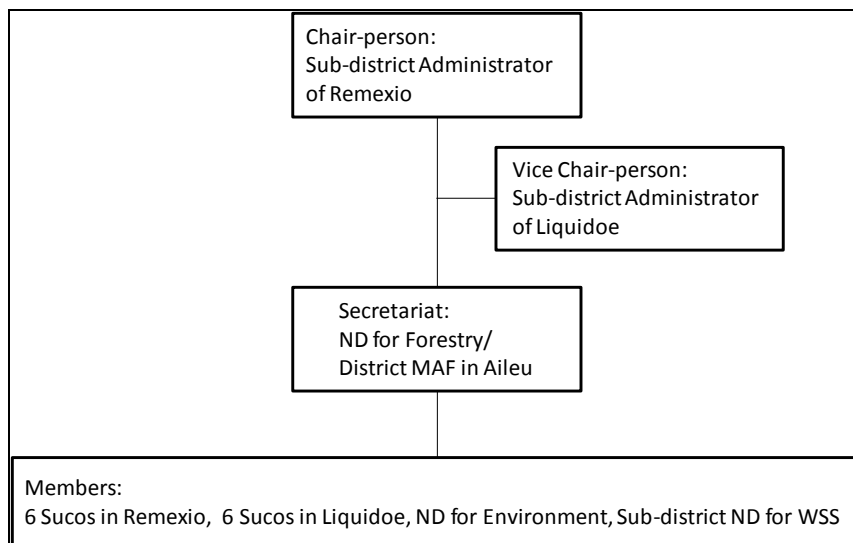 Chair-person:
Sub-district Administrator
of Remexio
Vice Chair-person:
Sub-district Administrator
of Liquidoe
Secretariat:
ND for Forestry/
District MAF in Aileu
Members:
6 Sucos in Remexio, 6 Sucos in Liquidoe, ND for Environment, Sub-district ND for WSS